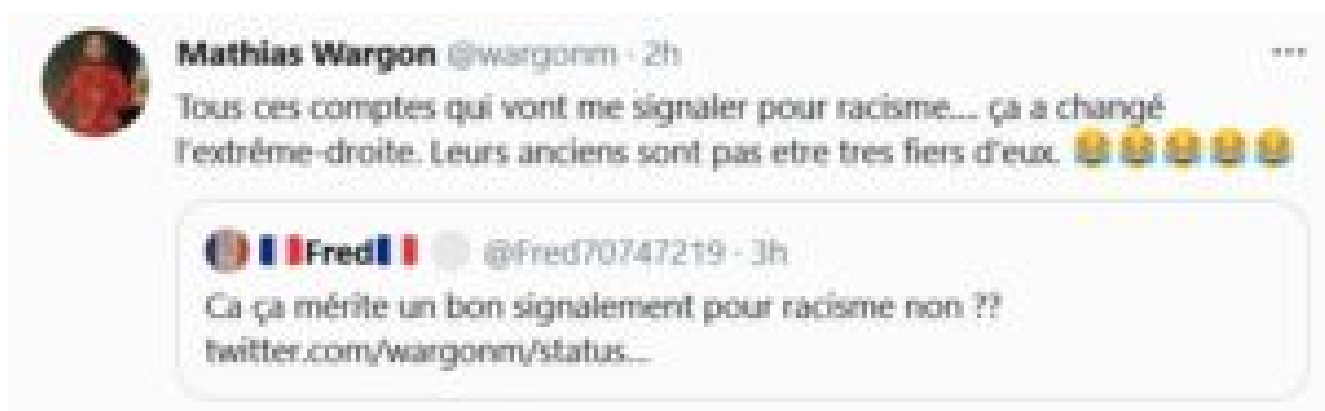 Mathias Wargon @wargonm · 2h
Tous ces comptes qui vont me signaler pour racisme.... ça a changé
l'extrême-droite. Leurs anciens sont pas etre tres fiers d'eux. 😂😂😂😂😂
🇫🇷Fred🇫🇷 @Fred70747219 · 3h
Ca ça mérite un bon signalement pour racisme non ??
twitter.com/wargonm/status...